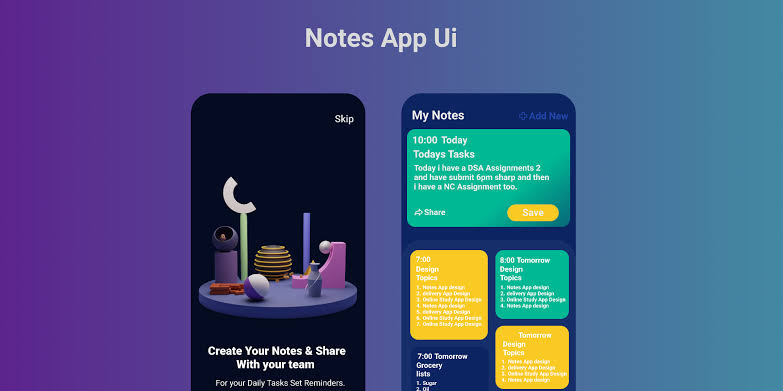 Notes App Ui
Skip
Create Your Notes & Share
With your team
For your Daily Tasks Set Reminders.
My Notes
Add New
10:00 Today
Todays Tasks
Today i have a DSA Assignments 2
and have submit 6pm sharp and then
i have a NC Assignment too.
Share
Save
7:00
Design
Topics
1. Notes App design
2. delivery App Design
3. Online Study App Design
4. Notes App design
5. delivery App Design
6. Online Study App Design
7. Online Study App Design
8:00 Tomorrow
Design
Topics
1. Notes App design
2. delivery App Design
3. Online Study App Design
4. Notes App Design
7:00 Tomorrow
Grocery
lists
1. Sugar
2. Oil
Tomorrow
Design
Topics
1. Notes App design
2. delivery App Design
3. Online Study App Design
4. Notes App Design